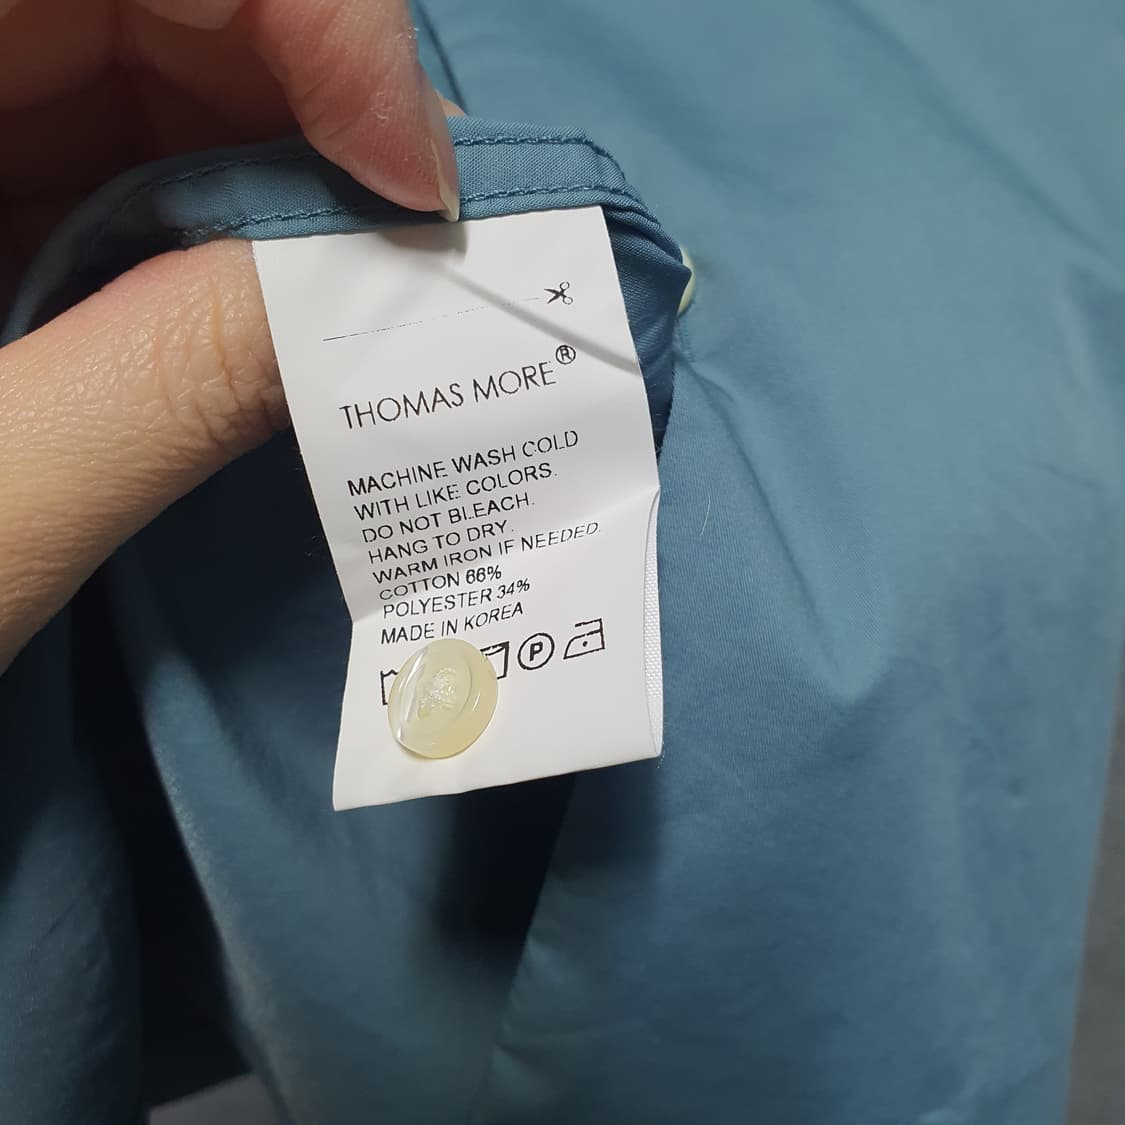 THOMAS MORE®
MACHINE WASH COLD
WITH LIKE COLORS.
DO NOT BLEACH.
HANG TO DRY.
WARM IRON IF NEEDED.
COTTON 66%
POLYESTER 34%
MADE IN KOREA
P